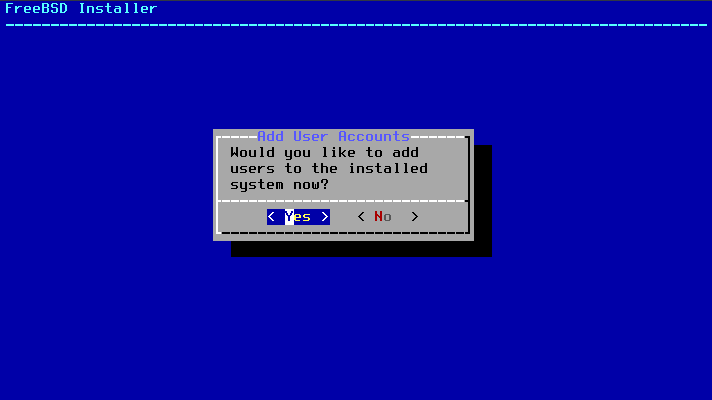 FreeBSD Installer
Add User Accounts
Would you like to add
users to the installed
system now?
< Yes > < No >